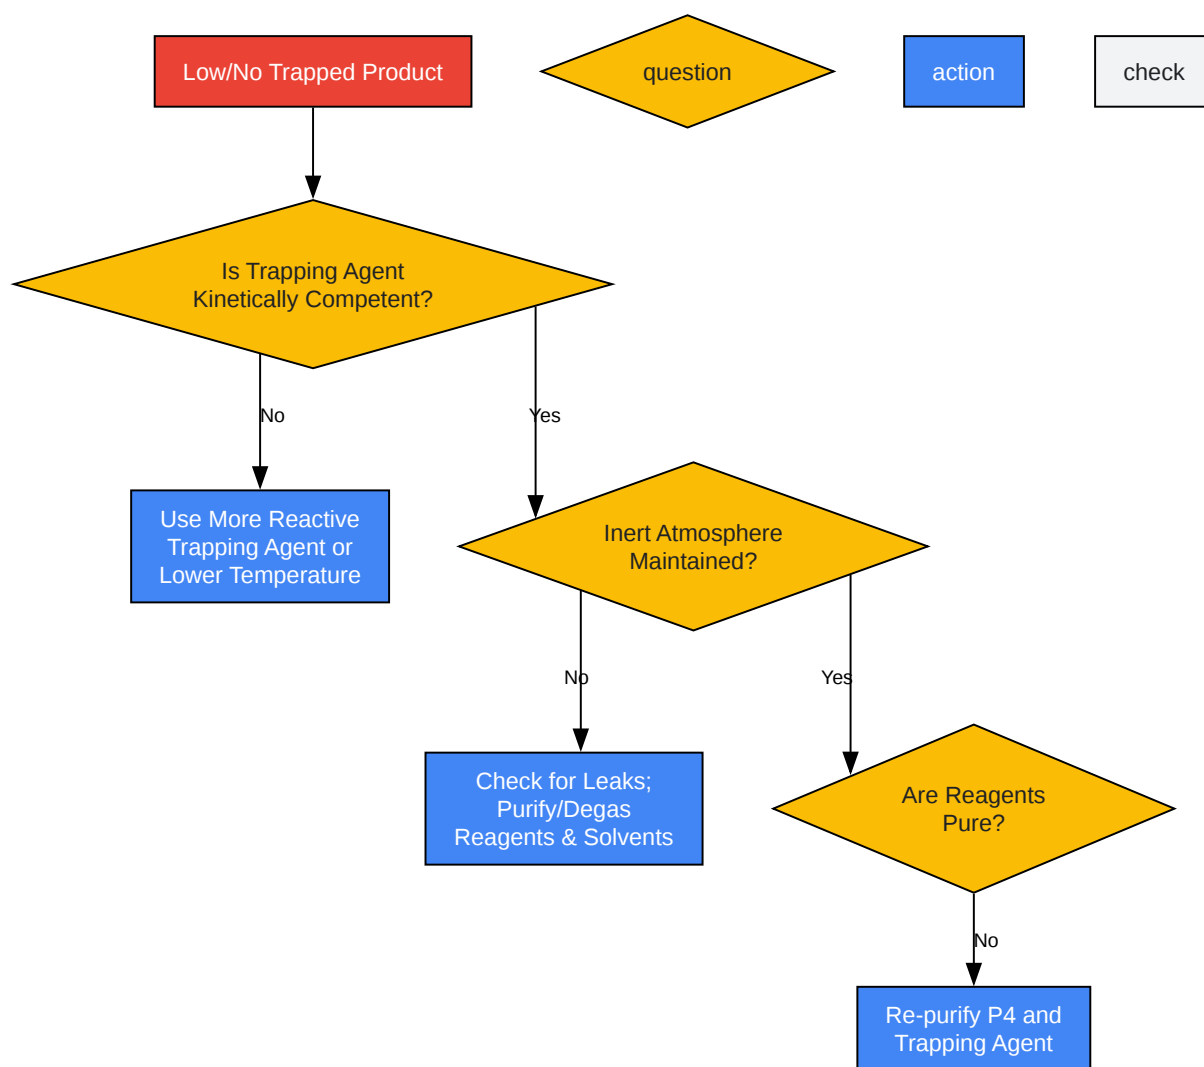 Low/No Trapped Product
question
action
check
Is Trapping Agent
Kinetically Competent?
No
Yes
Use More Reactive
Trapping Agent or
Lower Temperature
Inert Atmosphere
Maintained?
No
Yes
Check for Leaks;
Purify/Degas
Reagents & Solvents
Are Reagents
Pure?
No
Re-purify P4 and
Trapping Agent